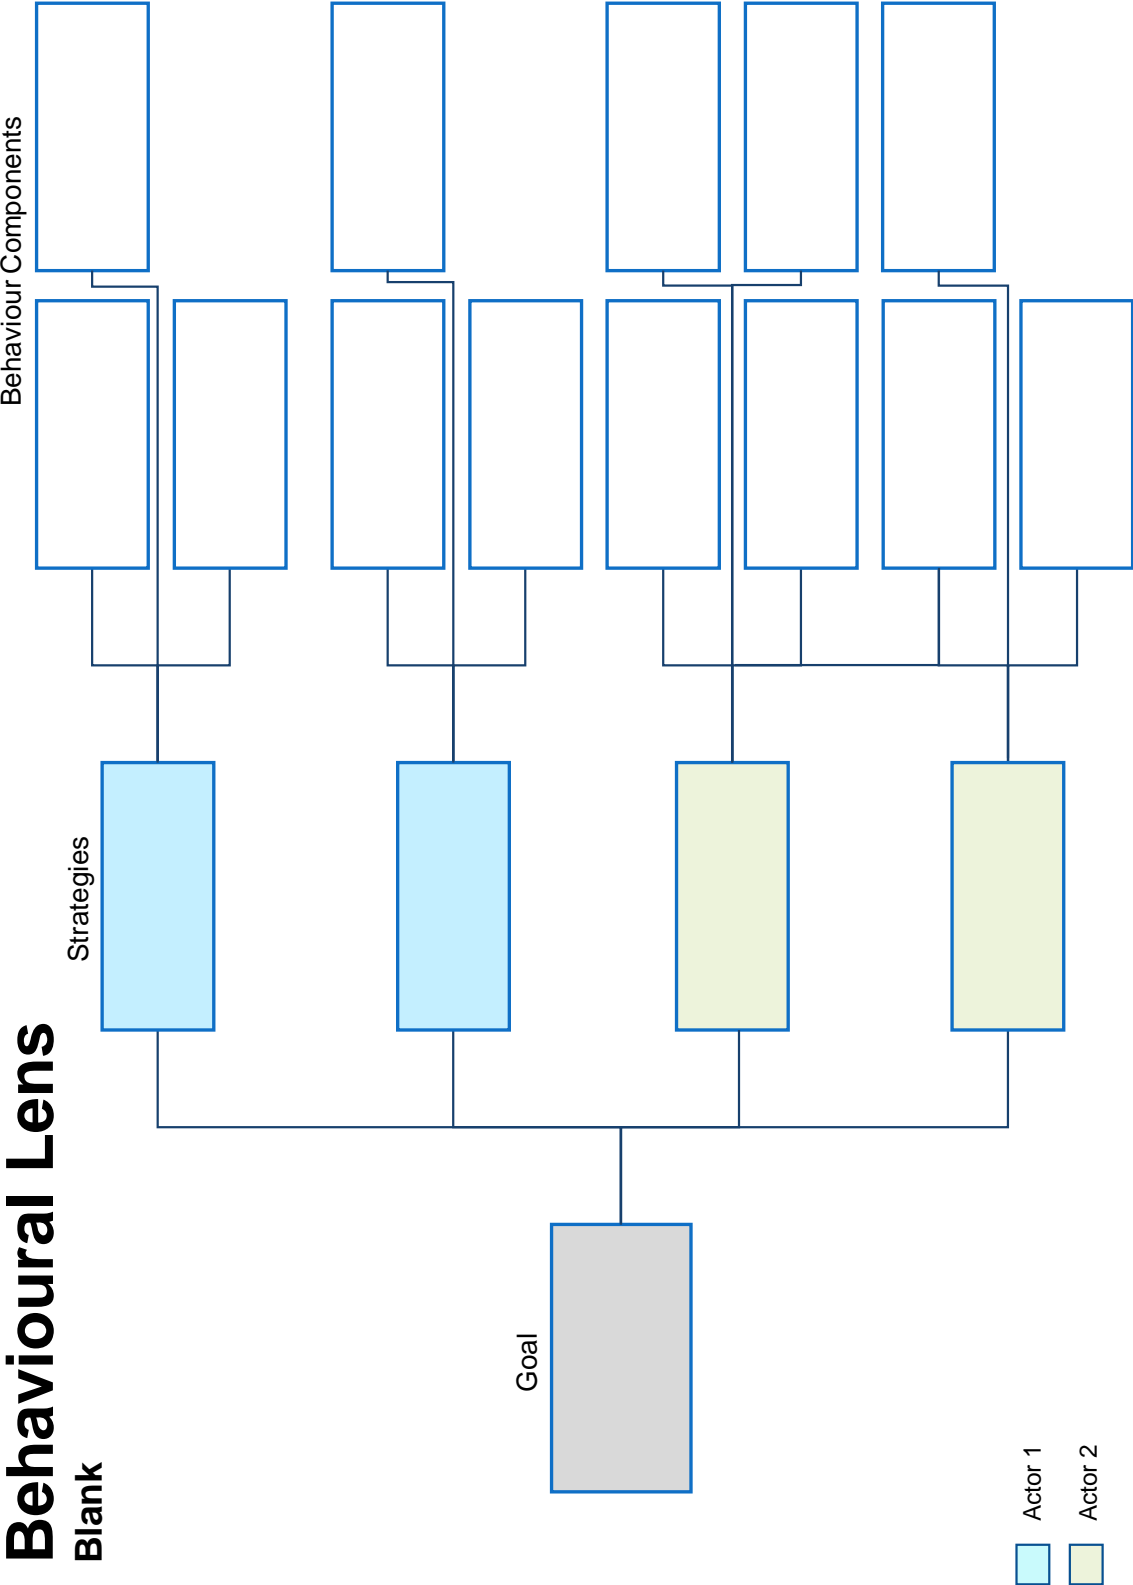 Behavioural Lens
Blank
Goal
Strategies
Behaviour Components
Actor 1
Actor 2